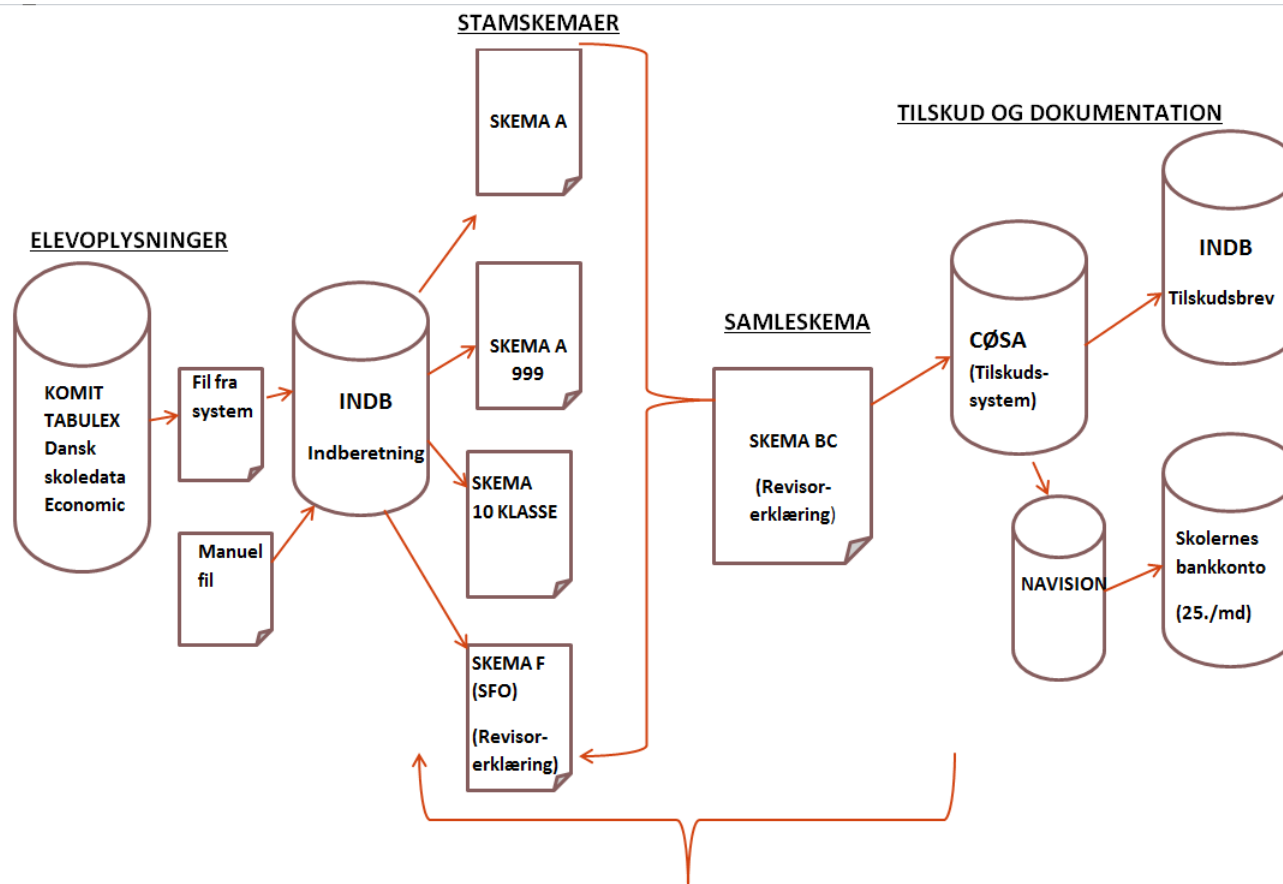 STAMSKEMAER
SKEMA A
TILSKUD OG DOKUMENTATION
ELEVOPLYSNINGER
KOMIT
TABULEX
Dansk
skoledata
Economic
Fil fra
system
Manuel
fil
INDB
Indberetning
SKEMA A
999
SKEMA
10 KLASSE
SKEMA F
(SFO)
(Revisor-
erklæring)
SAMLESKEMA
SKEMA BC
(Revisor-
erklæring)
CØSA
(Tilskuds-
system)
INDB
Tilskudsbrev
NAVISION
Skolernes
bankkonto
(25./md)